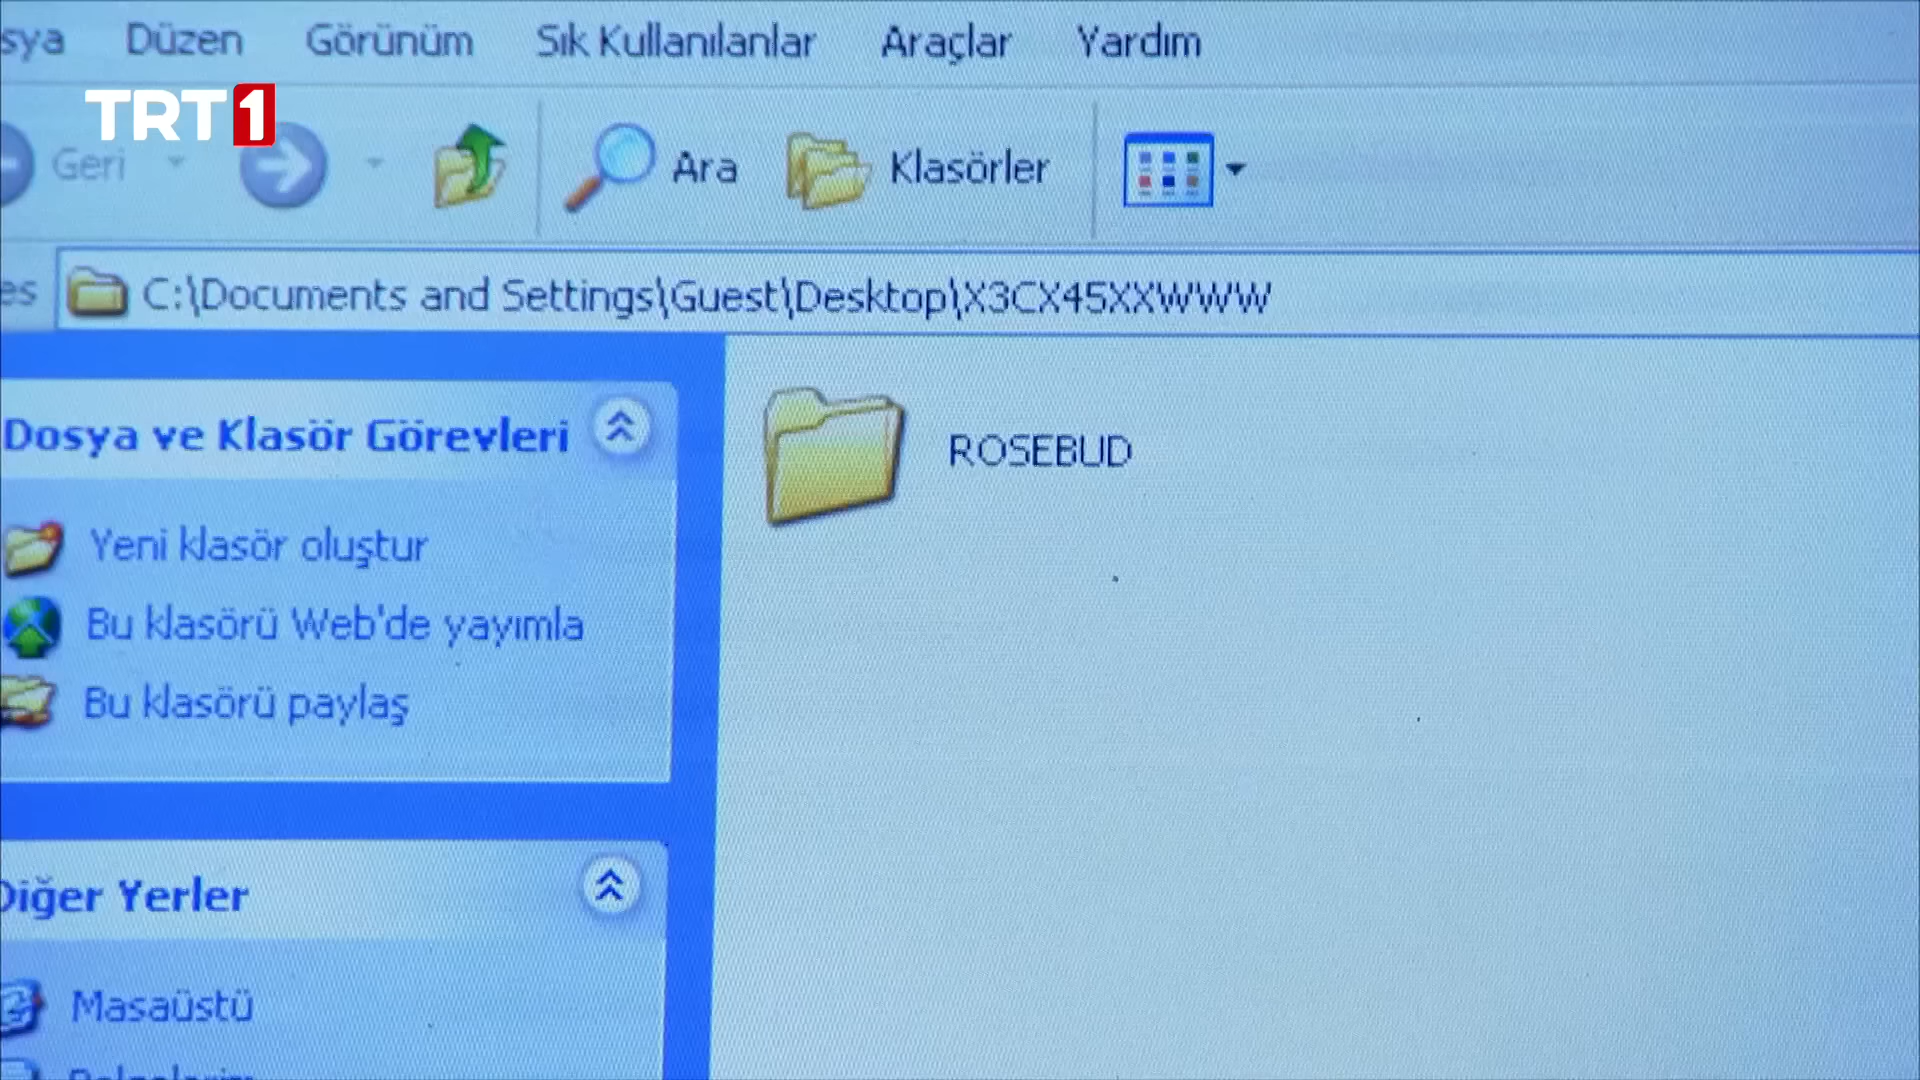 sya Düzen Görünüm Sık Kullanılanlar Araçlar Yardım
TRT1
Geri Ara Klasörler
es C:\Documents and Settings\Guest\Desktop\X3CX45XXWWW
Dosya ve Klasör Görevleri
ROSEBUD
Yeni klasör oluştur
Bu klasörü Web'de yayımla
Bu klasörü paylaş
Diğer Yerler
Masaüstü